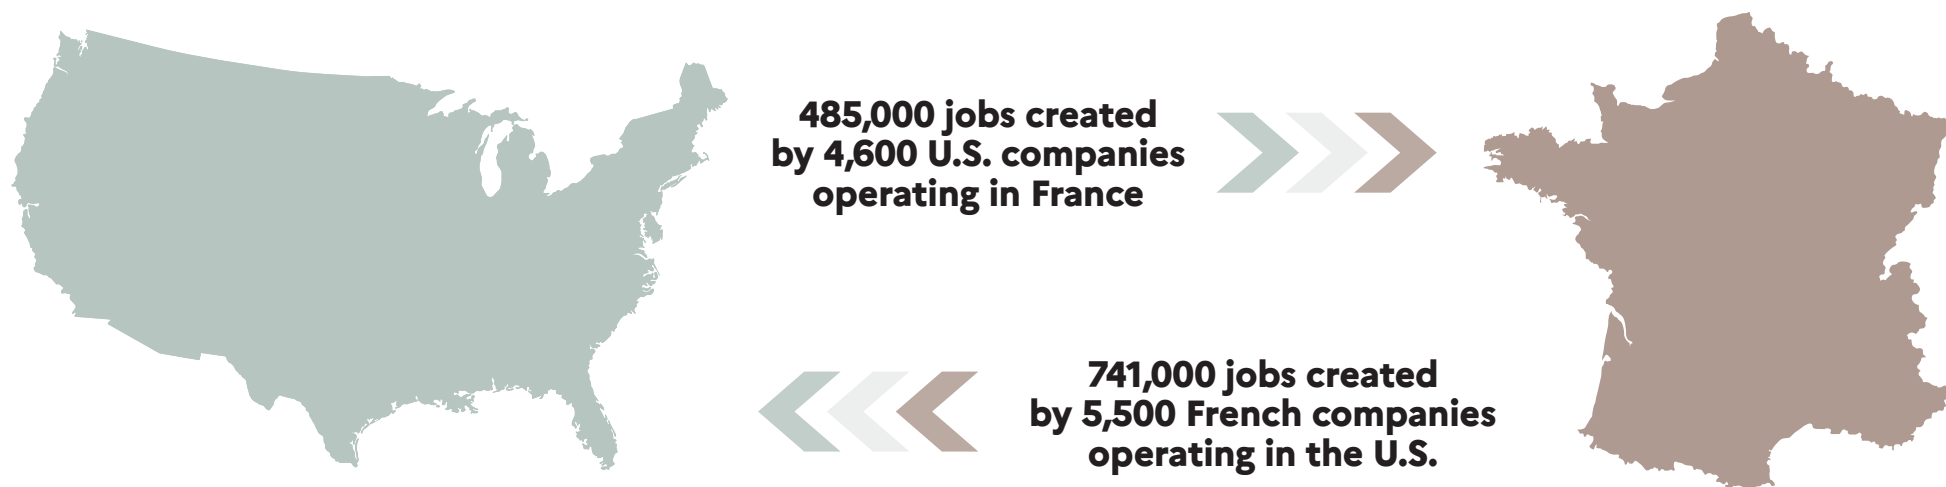 485,000 jobs created
by 4,600 U.S. companies
operating in France
741,000 jobs created
by 5,500 French companies
operating in the U.S.